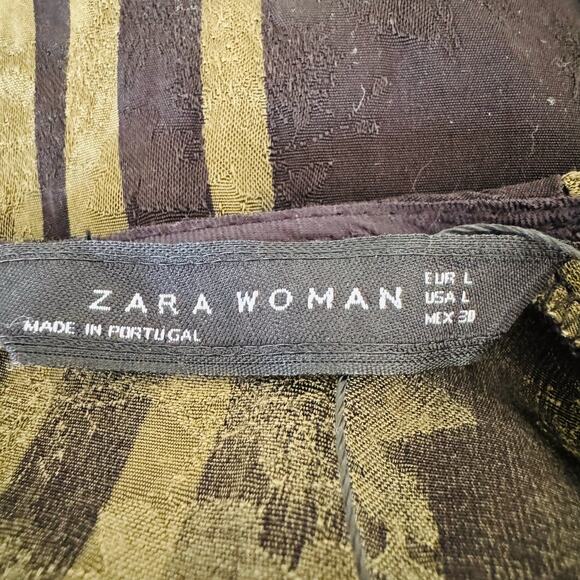 ZARA WOMAN
MADE IN PORTUGAL
EUR L
USA L
MEX 30